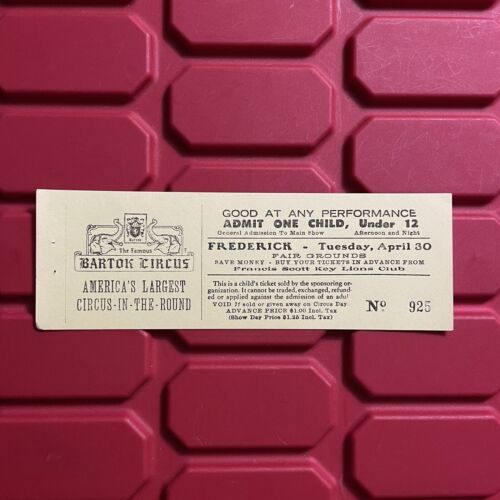 The Famous
BARTOK CIRCUS
AMERICA'S LARGEST
CIRCUS-IN-THE-ROUND
GOOD AT ANY PERFORMANCE
ADMIT ONE CHILD, Under 12
General Admission To Main Show Afternoon and Night
FREDERICK - Tuesday, April 30
FAIR GROUNDS
SAVE MONEY - BUY YOUR TICKETS IN ADVANCE FROM
Francis Scott Key Lions Club
This is a child's ticket sold by the sponsoring or-
ganization. It cannot be traded, exchanged, refund-
ed or applied against the admission of an adult
VOID if sold or given away on Circus Day
ADVANCE PRICE $1.00 Incl. Tax
(Show Day Price $1.25 Incl. Tax)
No 925